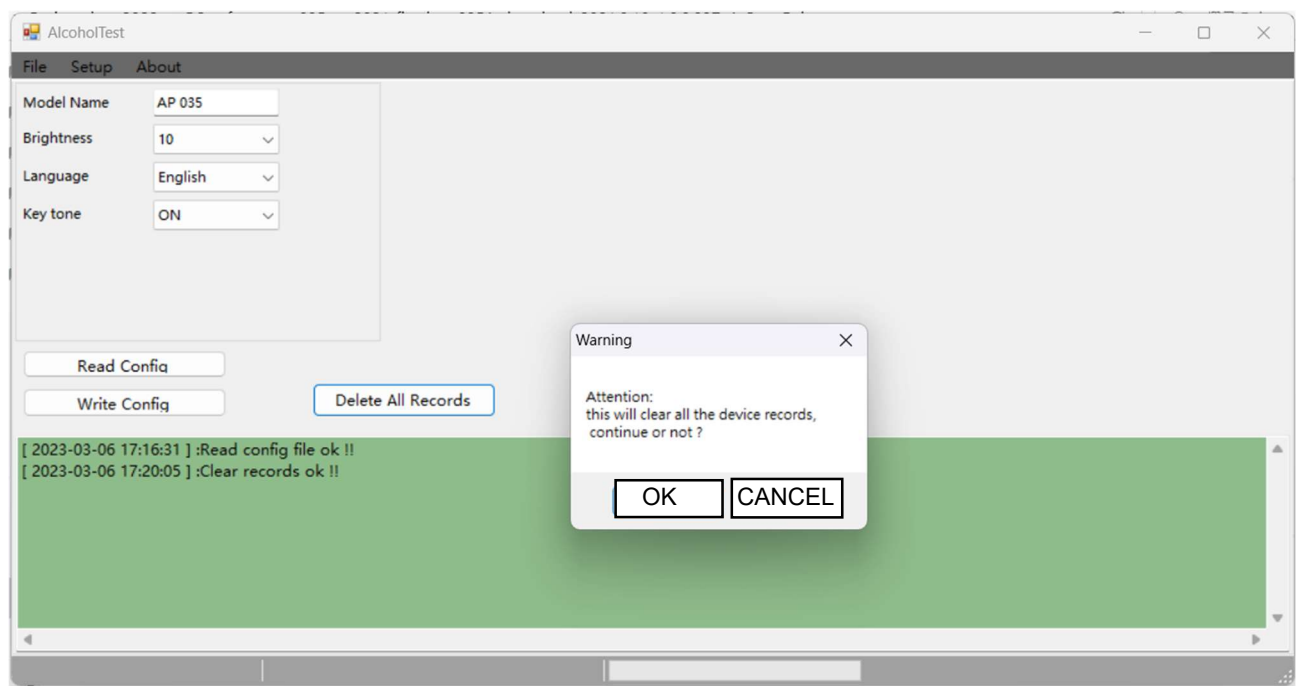 AlcoholTest
File Setup About
Model Name AP 035
Brightness 10
Language English
Key tone ON
Read Config
Write Config
Delete All Records
[ 2023-03-06 17:16:31 ] :Read config file ok !!
[ 2023-03-06 17:20:05 ] :Clear records ok !!
Warning
Attention:
this will clear all the device records,
continue or not ?
OK CANCEL